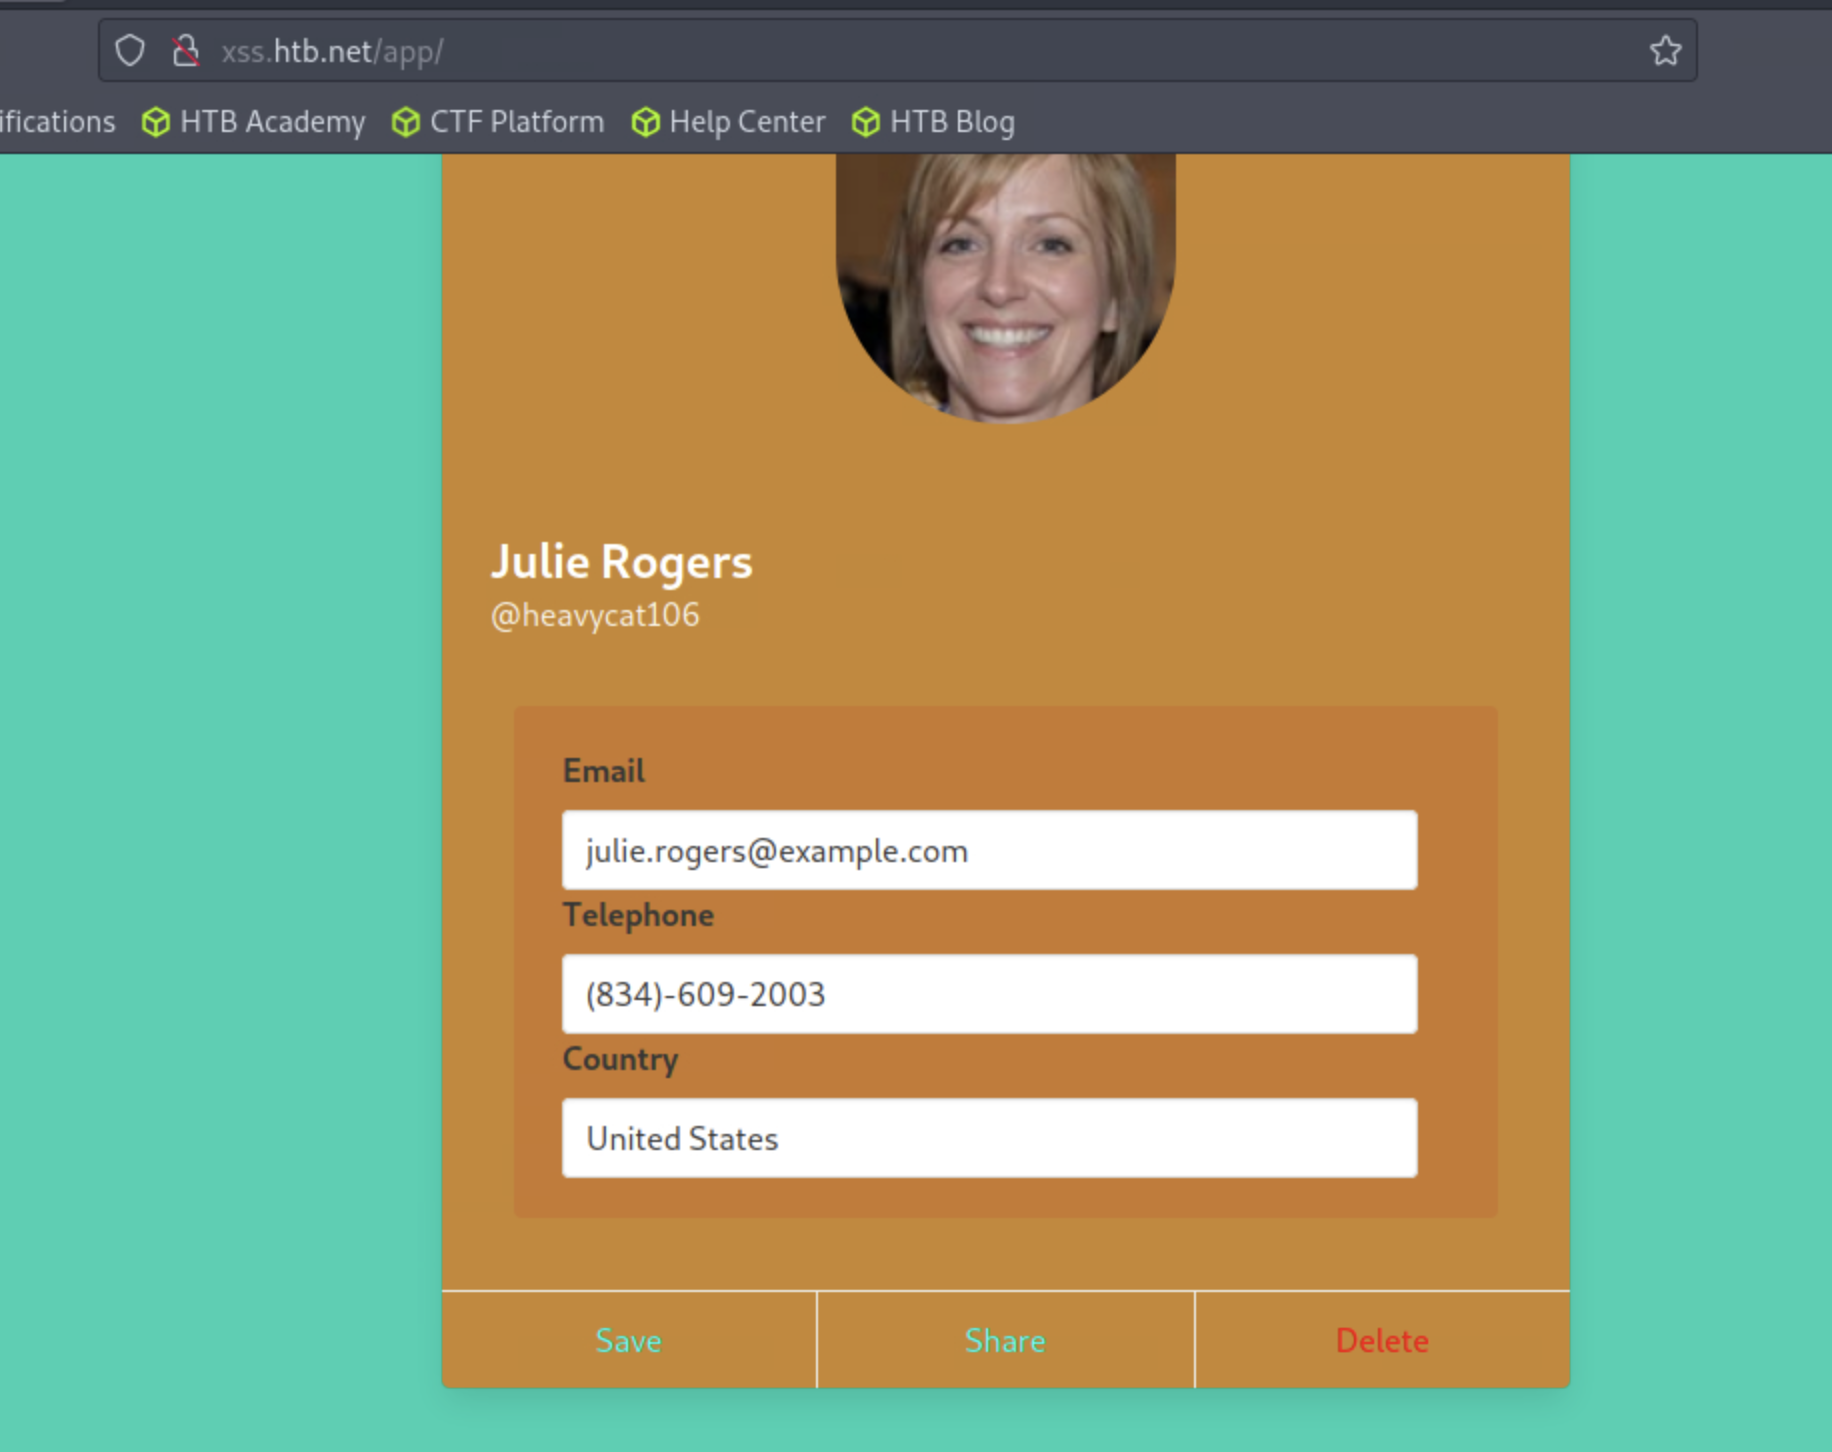 xss.htb.net/app/
ifications HTB Academy CTF Platform Help Center HTB Blog
Julie Rogers
@heavycat106
Email
julie.rogers@example.com
Telephone
(834)-609-2003
Country
United States
Save Share Delete